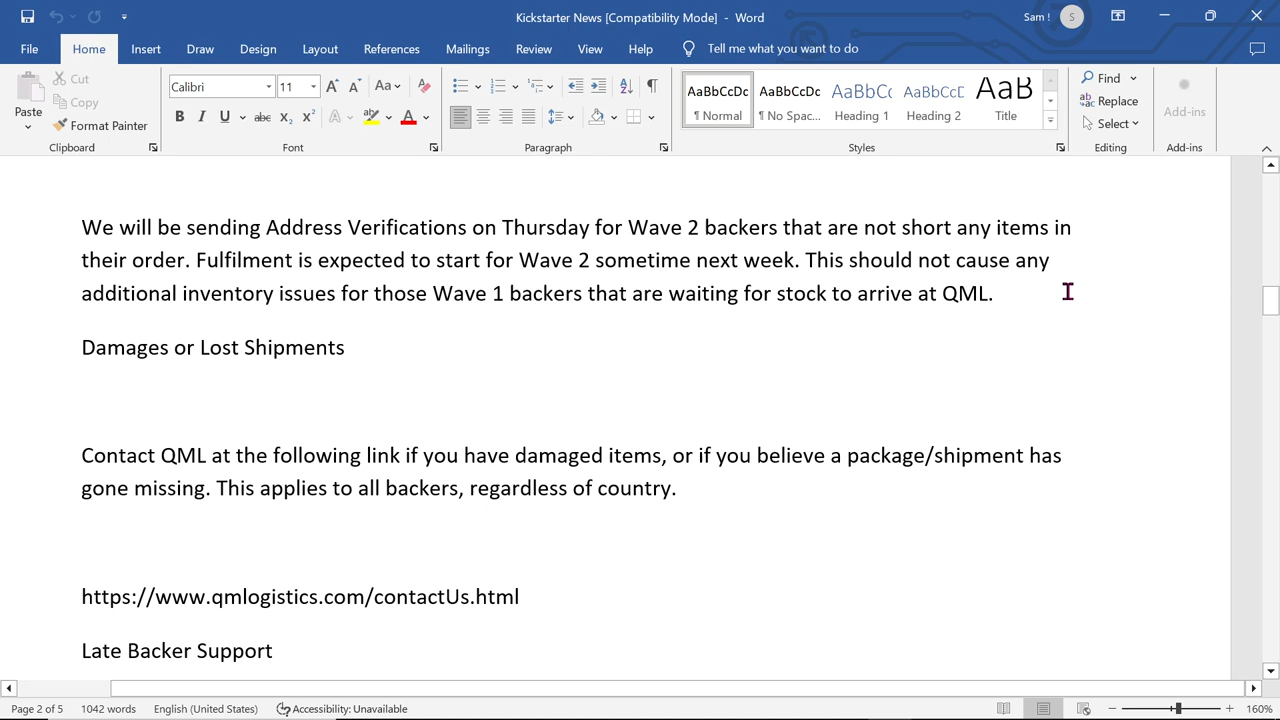 Kickstarter News [Compatibility Mode] - Word
Sam !
S
File Home Insert Draw Design Layout References Mailings Review View Help Tell me what you want to do
Paste
Cut
Copy
Format Painter
Clipboard
Calibri 11
Aa
B I U abc X2 X2 A A
Font
Paragraph
AaBbCcDc AaBbCcDc AaBbCc AaBbCcD AaB
¶ Normal ¶ No Spac... Heading 1 Heading 2 Title
Styles
Find
Replace
Select
Editing
Add-ins
Add-ins
We will be sending Address Verifications on Thursday for Wave 2 backers that are not short any items in
their order. Fulfilment is expected to start for Wave 2 sometime next week. This should not cause any
additional inventory issues for those Wave 1 backers that are waiting for stock to arrive at QML.
Damages or Lost Shipments
Contact QML at the following link if you have damaged items, or if you believe a package/shipment has
gone missing. This applies to all backers, regardless of country.
https://www.qmlogistics.com/contactUs.html
Late Backer Support
Page 2 of 5 1042 words English (United States) Accessibility: Unavailable 160%